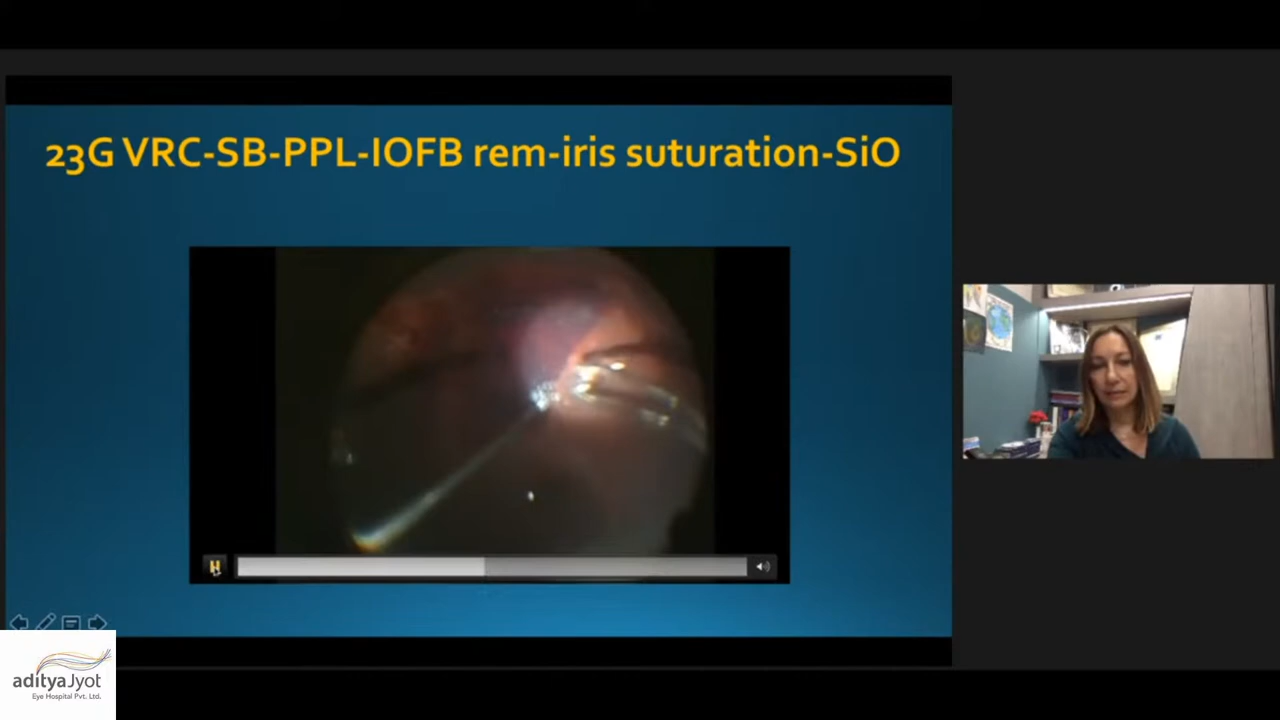 23G VRC-SB-PPL-IOFB rem-iris suturation-SiO
adityaJyot
Eye Hospital Pvt. Ltd.